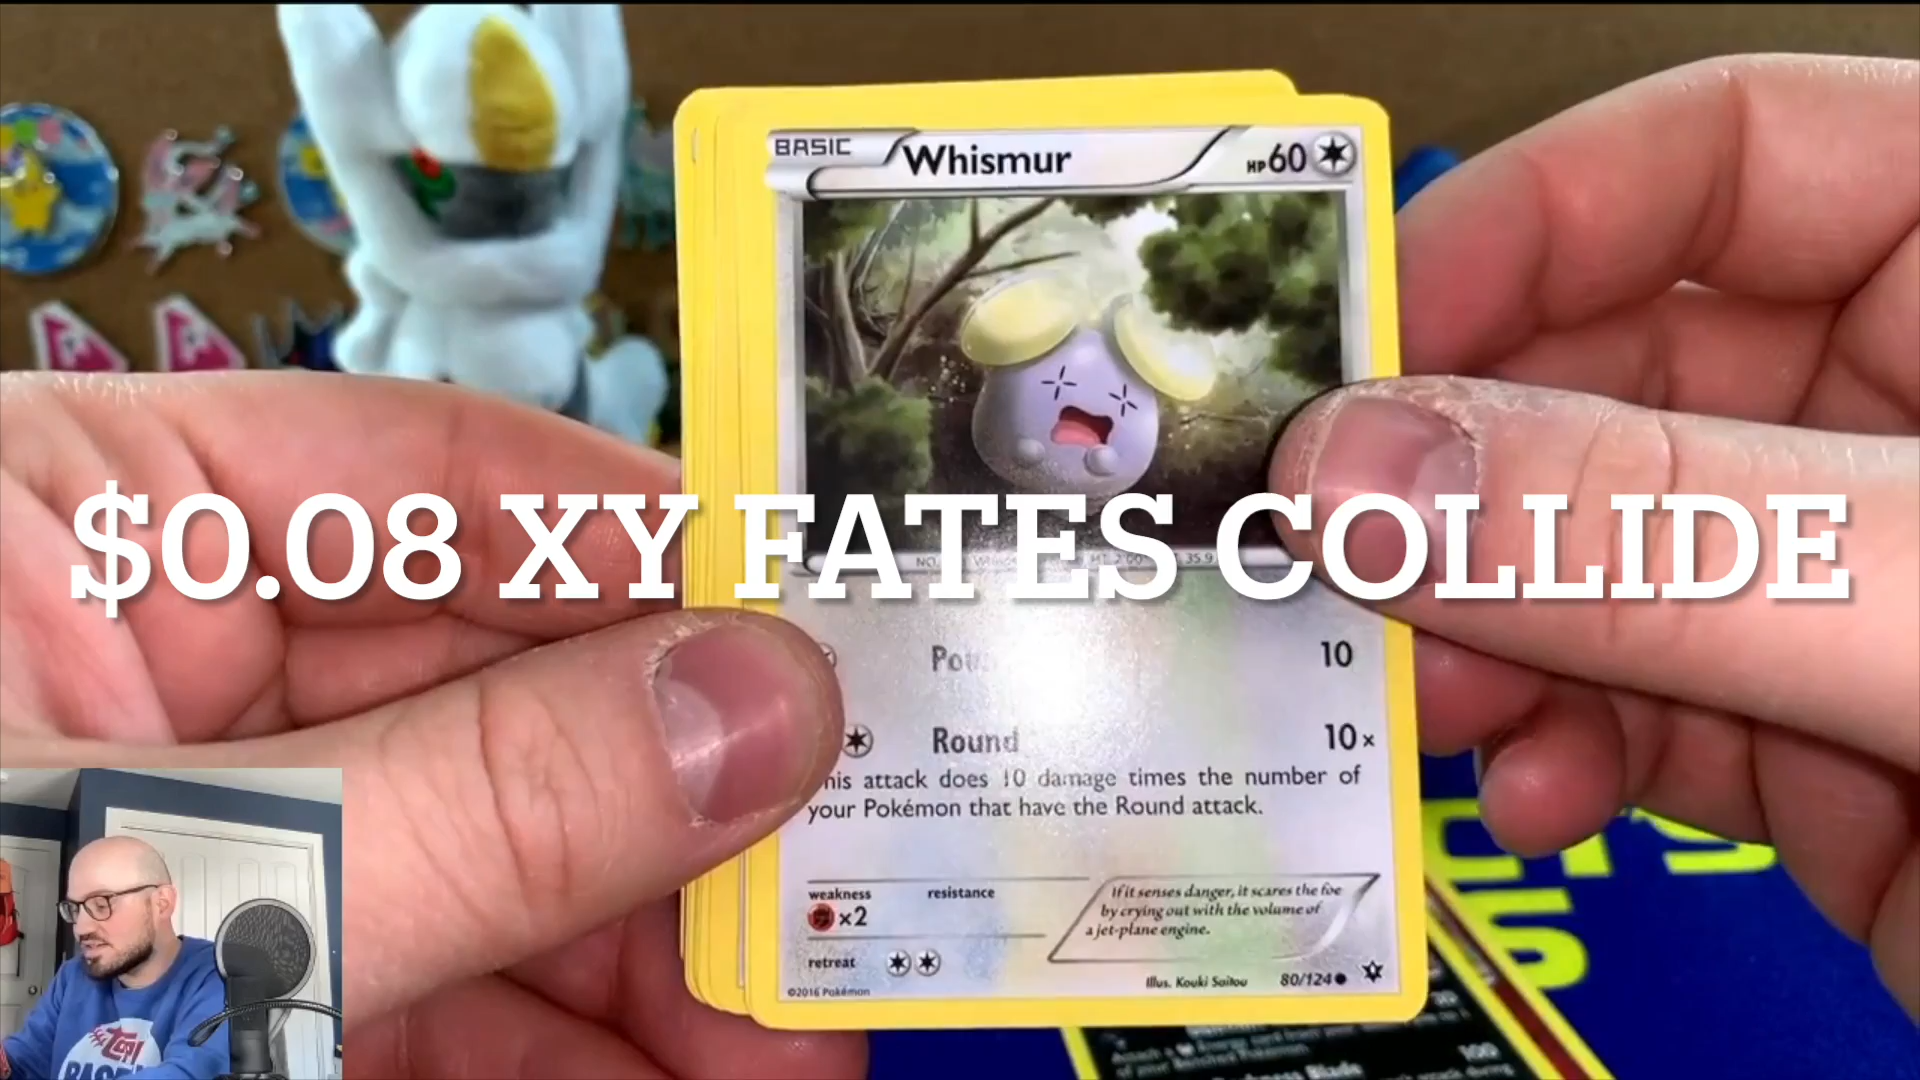 BASIC
Whismur
HP60
$0.08 XY FATES COLLIDE
10
Round
10×
his attack does 10 damage times the number of
your Pokémon that have the Round attack.
weakness
×2
resistance
If it senses danger, it scares the foe
by crying out with the volume of
a jet-plane engine.
retreat
Illus. Kouki Saitou
80/124
©2016 Pokémon
100